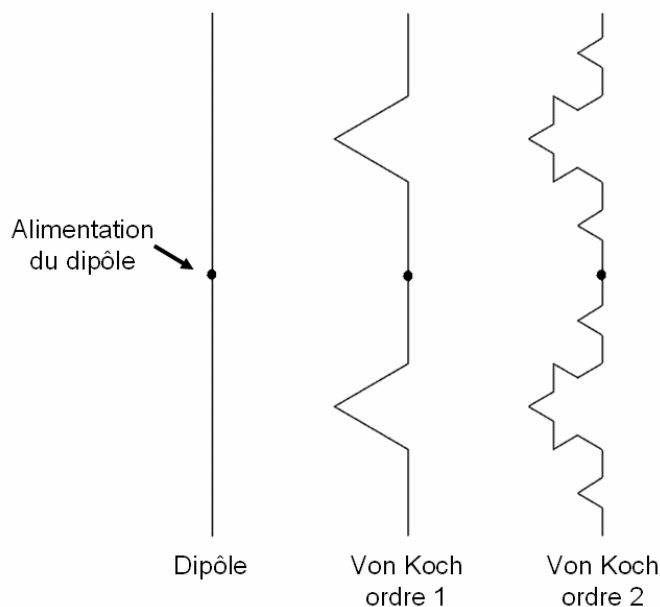 Alimentation
du dipôle
Dipôle
Von Koch
ordre 1
Von Koch
ordre 2